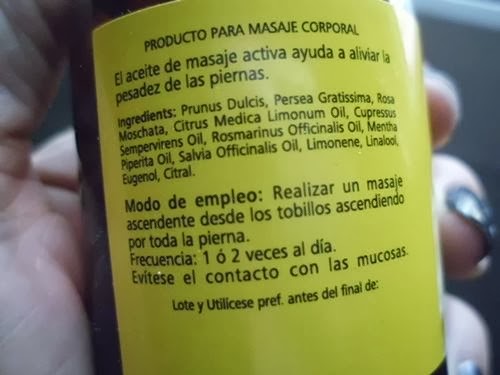 PRODUCTO PARA MASAJE CORPORAL
El aceite de masaje activa ayuda a aliviar la
pesadez de las piernas.
Ingredients: Prunus Dulcis, Persea Gratissima, Rosa
Moschata, Citrus Medica Limonum Oil, Cupressus
Sempervirens Oil, Rosmarinus Officinalis Oil, Mentha
Piperita Oil, Salvia Officinalis Oil, Limonene, Linalool,
Eugenol, Citral.
Modo de empleo: Realizar un masaje
ascendente desde los tobillos ascendiendo
por toda la pierna.
Frecuencia: 1 ó 2 veces al día.
Evítese el contacto con las mucosas.
Lote y Utilicese pref. antes del final de: